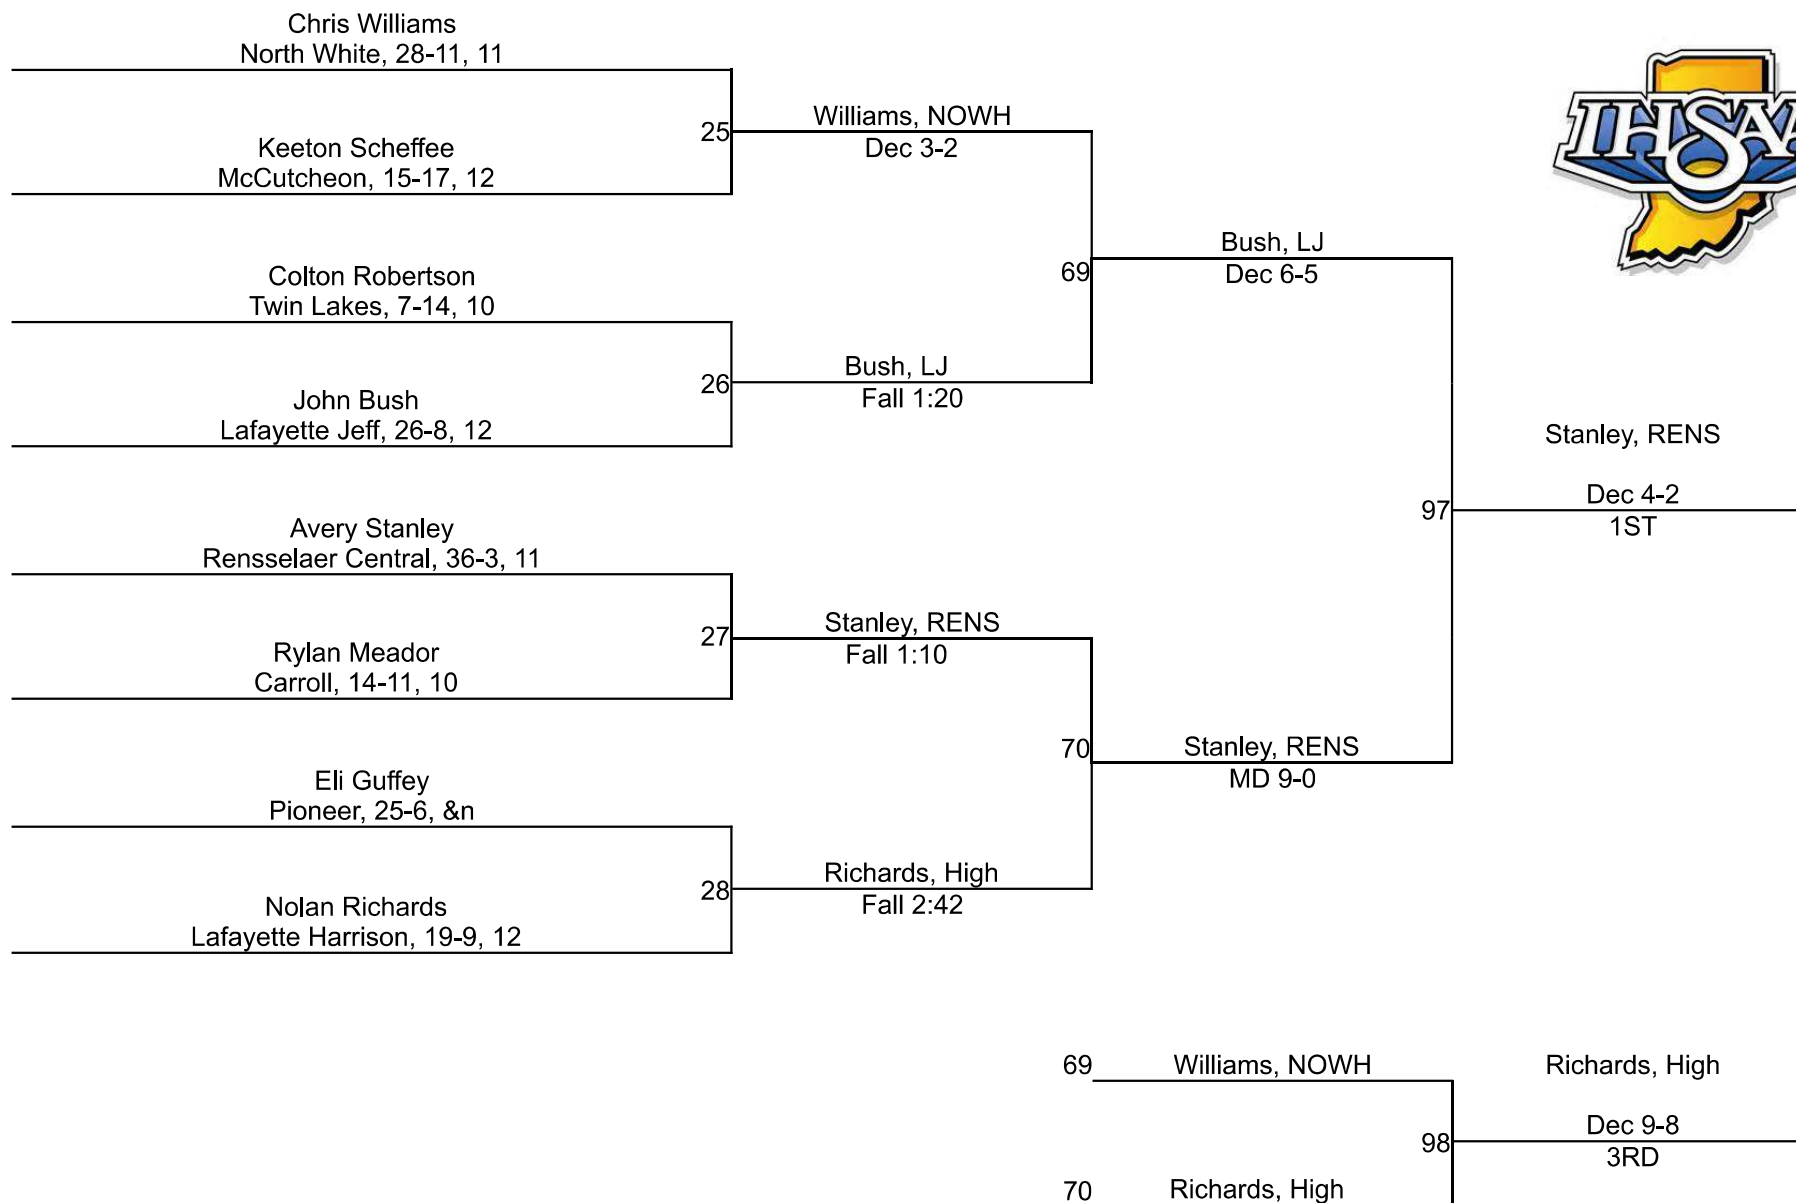 Chris Williams
North White, 28-11, 11
Keeton Scheffee
McCutcheon, 15-17, 12
25
Williams, NOWH
Dec 3-2
Colton Robertson
Twin Lakes, 7-14, 10
John Bush
Lafayette Jeff, 26-8, 12
26
Bush, LJ
Fall 1:20
69
Bush, LJ
Dec 6-5
Avery Stanley
Rensselaer Central, 36-3, 11
Rylan Meador
Carroll, 14-11, 10
27
Stanley, RENS
Fall 1:10
Eli Guffey
Pioneer, 25-6, &n
Nolan Richards
Lafayette Harrison, 19-9, 12
28
Richards, High
Fall 2:42
70
Stanley, RENS
MD 9-0
97
Stanley, RENS
Dec 4-2
1ST
IHSAA
69
Williams, NOWH
70
Richards, High
98
Richards, High
Dec 9-8
3RD